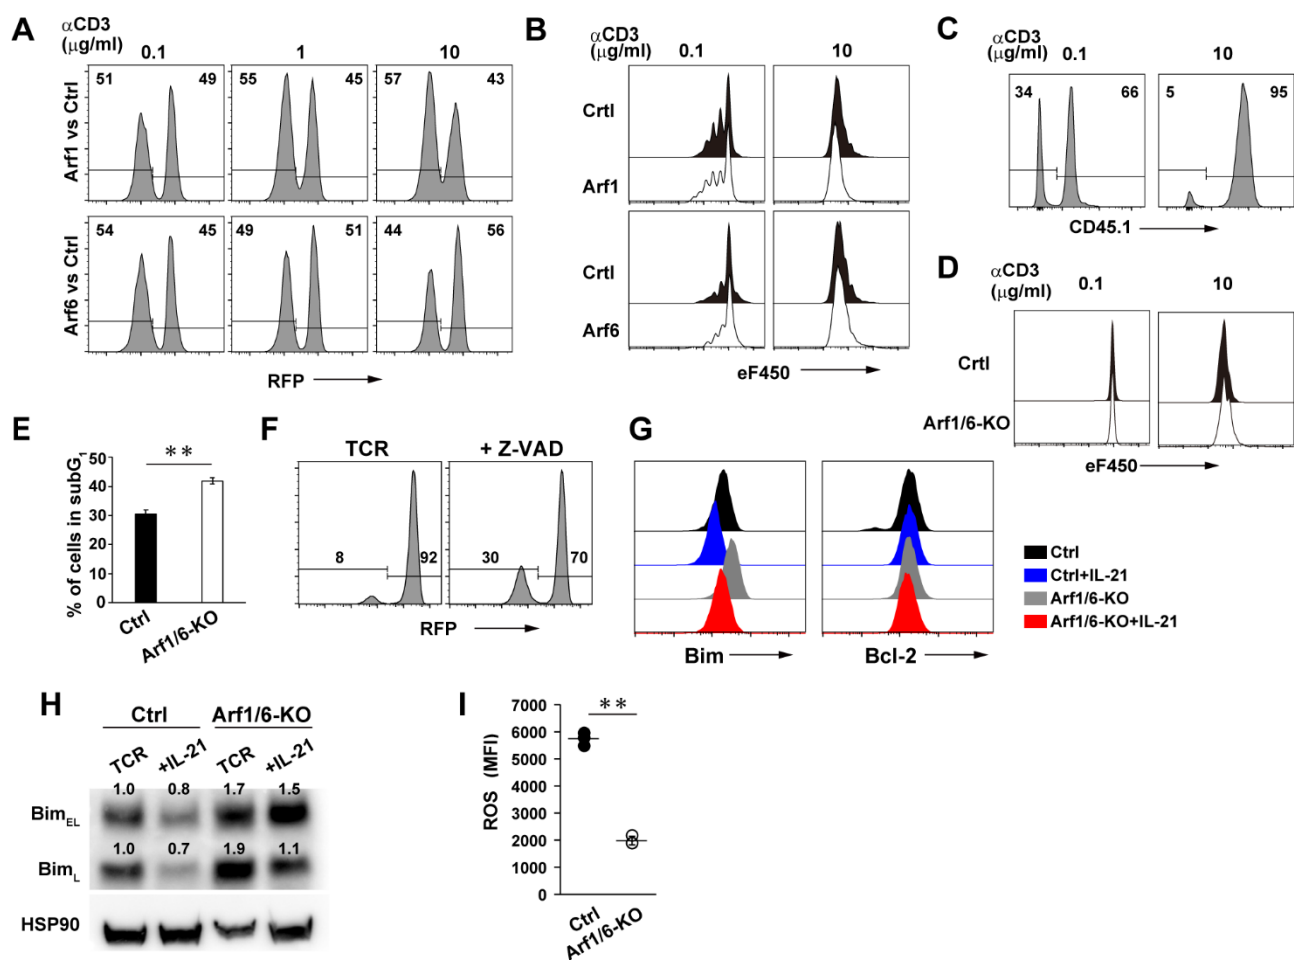 A
αCD3
(μg/ml)
0.1 1 10
Arf1 vs Ctrl
51 49 55 45 57 43
Arf6 vs Ctrl
54 45 49 51 44 56
RFP
B
αCD3
(μg/ml)
0.1 10
Crtl
Arf1
Crtl
Arf6
eF450
C
αCD3
(μg/ml) 0.1 10
34 66 5 95
CD45.1
D
αCD3
(μg/ml) 0.1 10
Crtl
Arf1/6-KO
eF450
E
% of cells in subG1
50
40
30
20
10
0
**
Ctrl
Arf1/6-KO
F
TCR + Z-VAD
8 92 30 70
RFP
G
Bim Bcl-2
Ctrl
Ctrl+IL-21
Arf1/6-KO
Arf1/6-KO+IL-21
H
Ctrl Arf1/6-KO
TCR +IL-21 TCR +IL-21
1.0 0.8 1.7 1.5
BimEL
1.0 0.7 1.9 1.1
BimL
HSP90
I
ROS (MFI)
7000
6000
5000
4000
3000
2000
1000
0
**
Ctrl
Arf1/6-KO